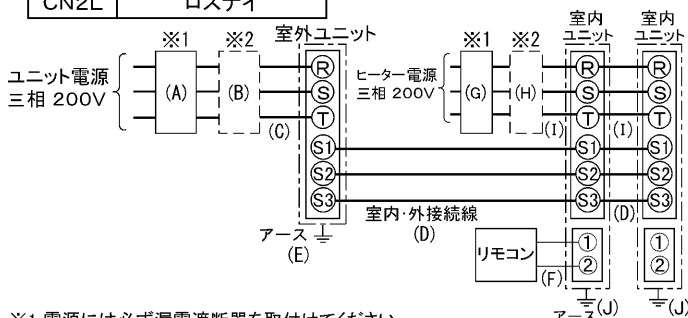 CN2L ロスナイ
※1 ※2 室外ユニット
ユニット電源
三相 200V
(A) (B) (C)
R
S
T
S1
S2
S3
アース
(E)
室内・外接続線
(D)
※1 ※2
ヒーター電源
三相 200V
(G) (H) (I) (I)
室内
ユニット
室内
ユニット
R R
S S
T T
S1 S1
S2 S2
S3 S3
(D)
リモコン
(F)
1 1
2 2
アース (J) (J)
※1 電源には必ず漏電遮断器を取付けてください